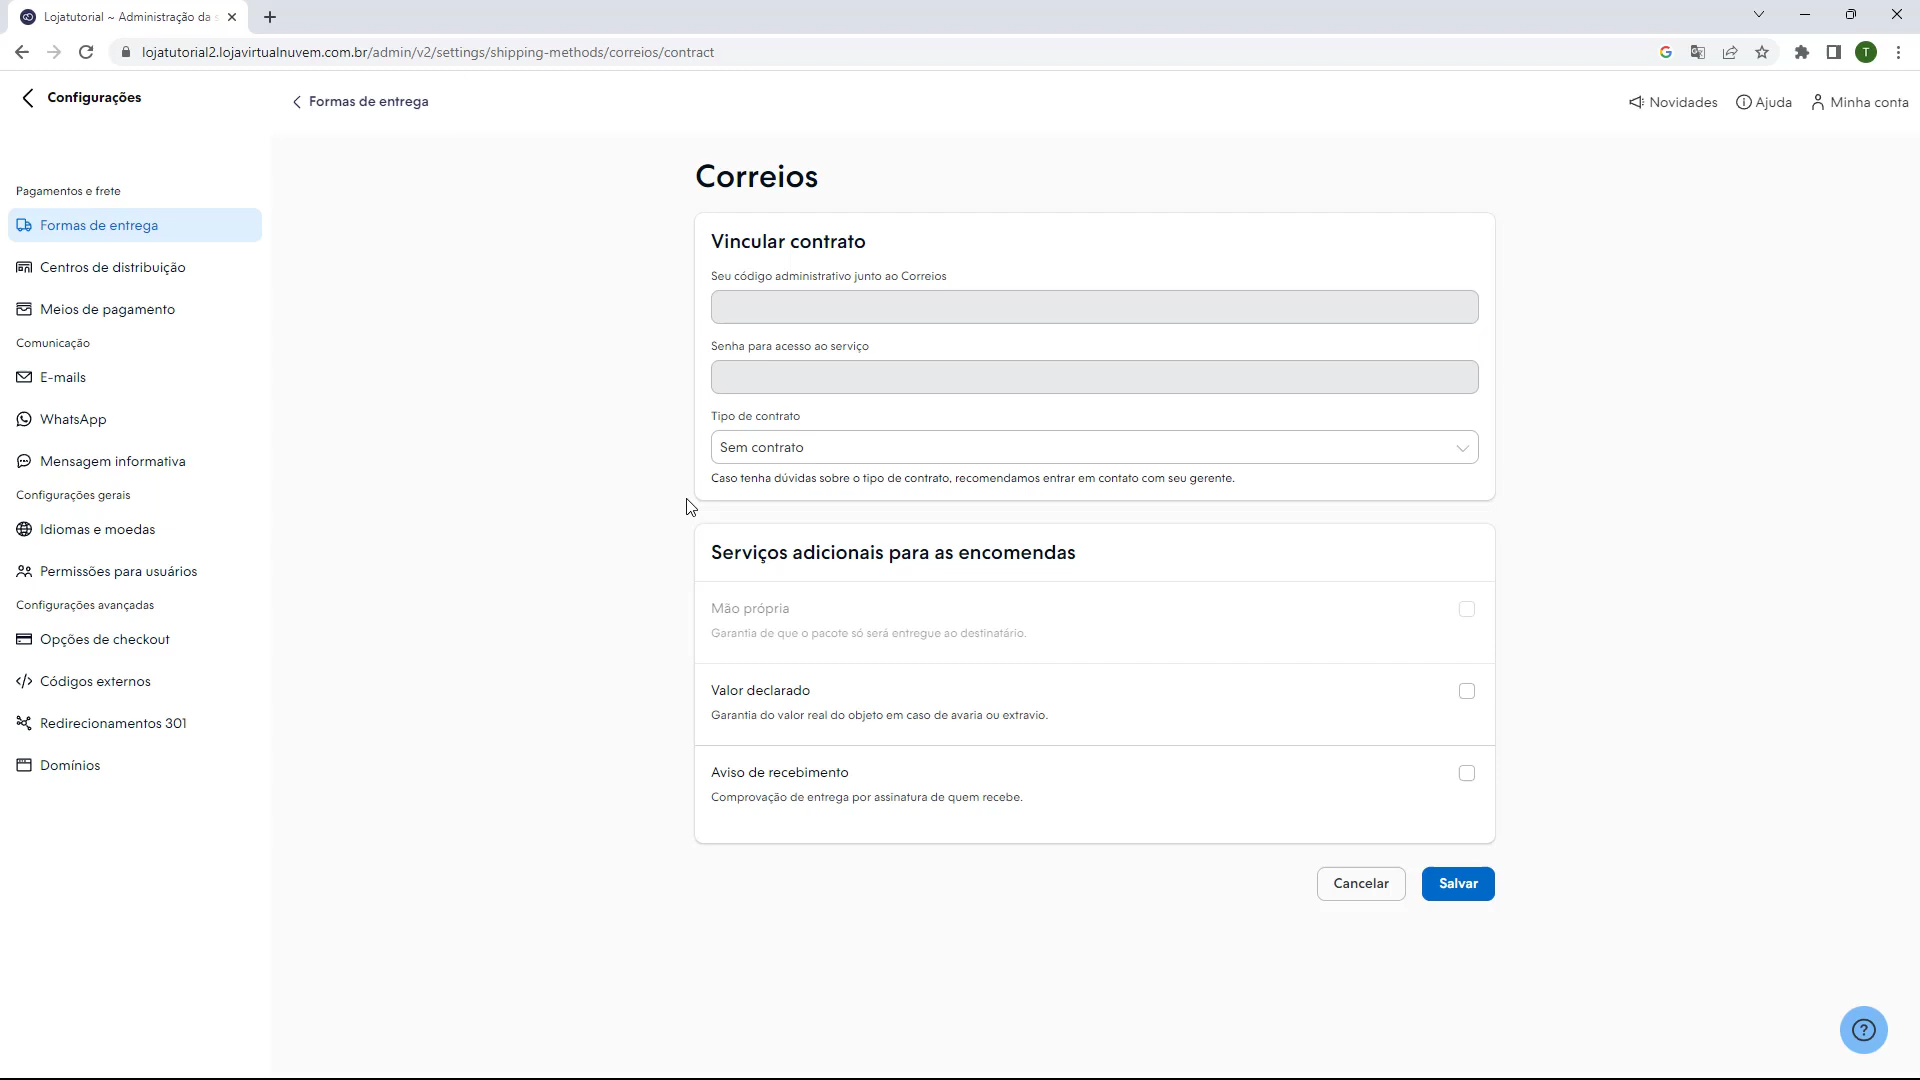 Lojatutorial ~ Administração da s
lojatutorial2.lojavirtualnuvem.com.br/admin/v2/settings/shipping-methods/correios/contract
T
Configurações
Formas de entrega
Novidades
Ajuda
Minha conta
Pagamentos e frete
Formas de entrega
Centros de distribuição
Meios de pagamento
Comunicação
E-mails
WhatsApp
Mensagem informativa
Configurações gerais
Idiomas e moedas
Permissões para usuários
Configurações avançadas
Opções de checkout
Códigos externos
Redirecionamentos 301
Domínios
Correios
Vincular contrato
Seu código administrativo junto ao Correios
Senha para acesso ao serviço
Tipo de contrato
Sem contrato
Caso tenha dúvidas sobre o tipo de contrato, recomendamos entrar em contato com seu gerente.
Serviços adicionais para as encomendas
Mão própria
Garantia de que o pacote só será entregue ao destinatário.
Valor declarado
Garantia do valor real do objeto em caso de avaria ou extravio.
Aviso de recebimento
Comprovação de entrega por assinatura de quem recebe.
Cancelar
Salvar